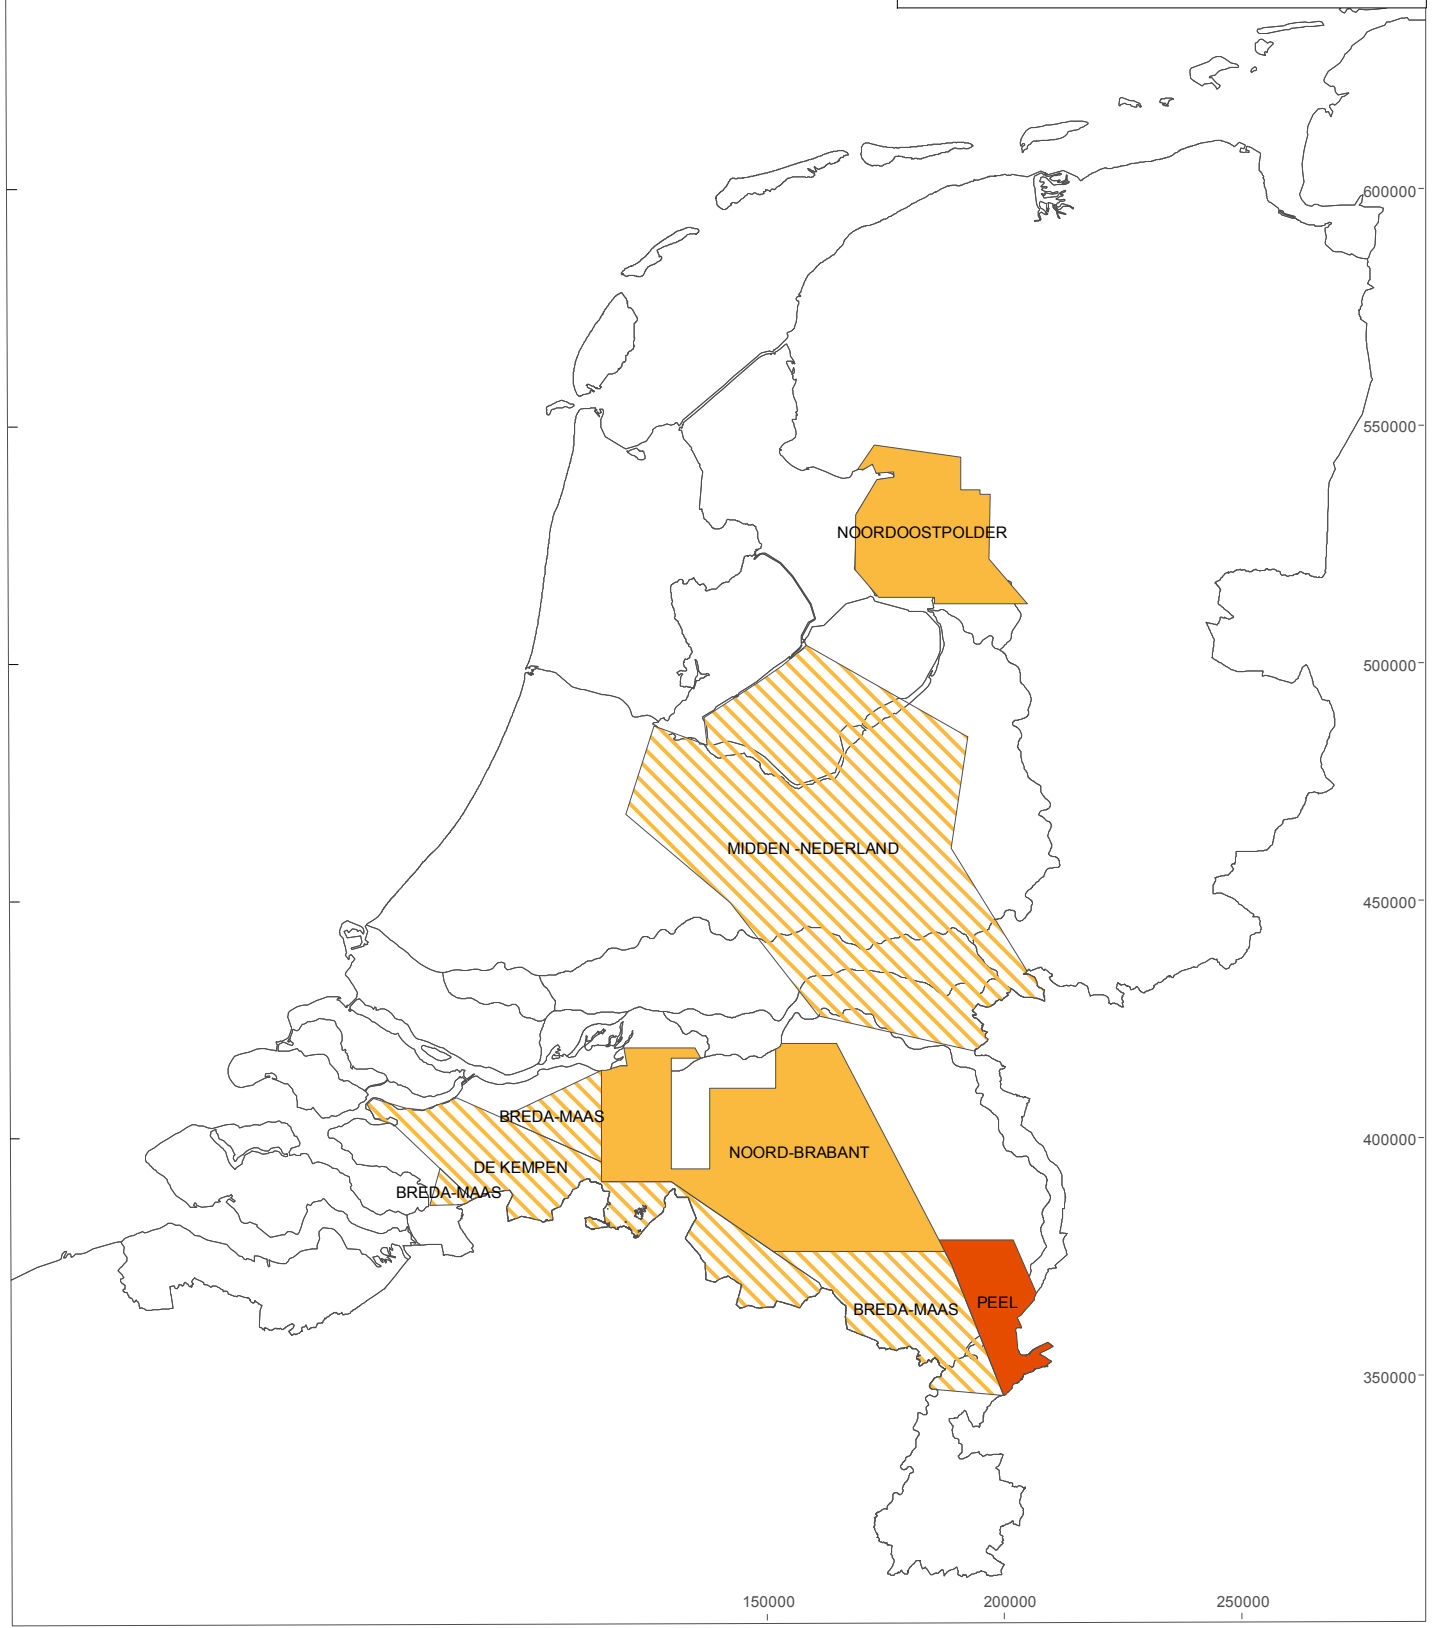 600000
550000
NOORDOOSTPOLDER
500000
MIDDEN -NEDERLAND
450000
BREDA-MAAS
400000
NOORD-BRABANT
DE KEMPEN
BREDA-MAAS
PEEL
BREDA-MAAS
350000
150000
200000
250000